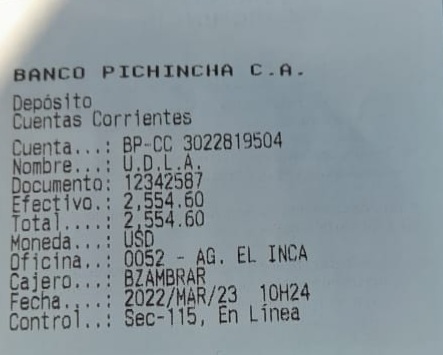 BANCO PICHINCHA C.A.
Depósito
Cuentas Corrientes
Cuenta...: BP-CC 3022819504
Nombre...: U.D.L.A.
Documento: 12342587
Efectivo.: 2,554.60
Total....: 2,554.60
Moneda...: USD
Oficina..: 0052 - AG. EL INCA
Cajero...: BZAMBRAR
Fecha....: 2022/MAR/23 10H24
Control..: Sec-115, En Línea